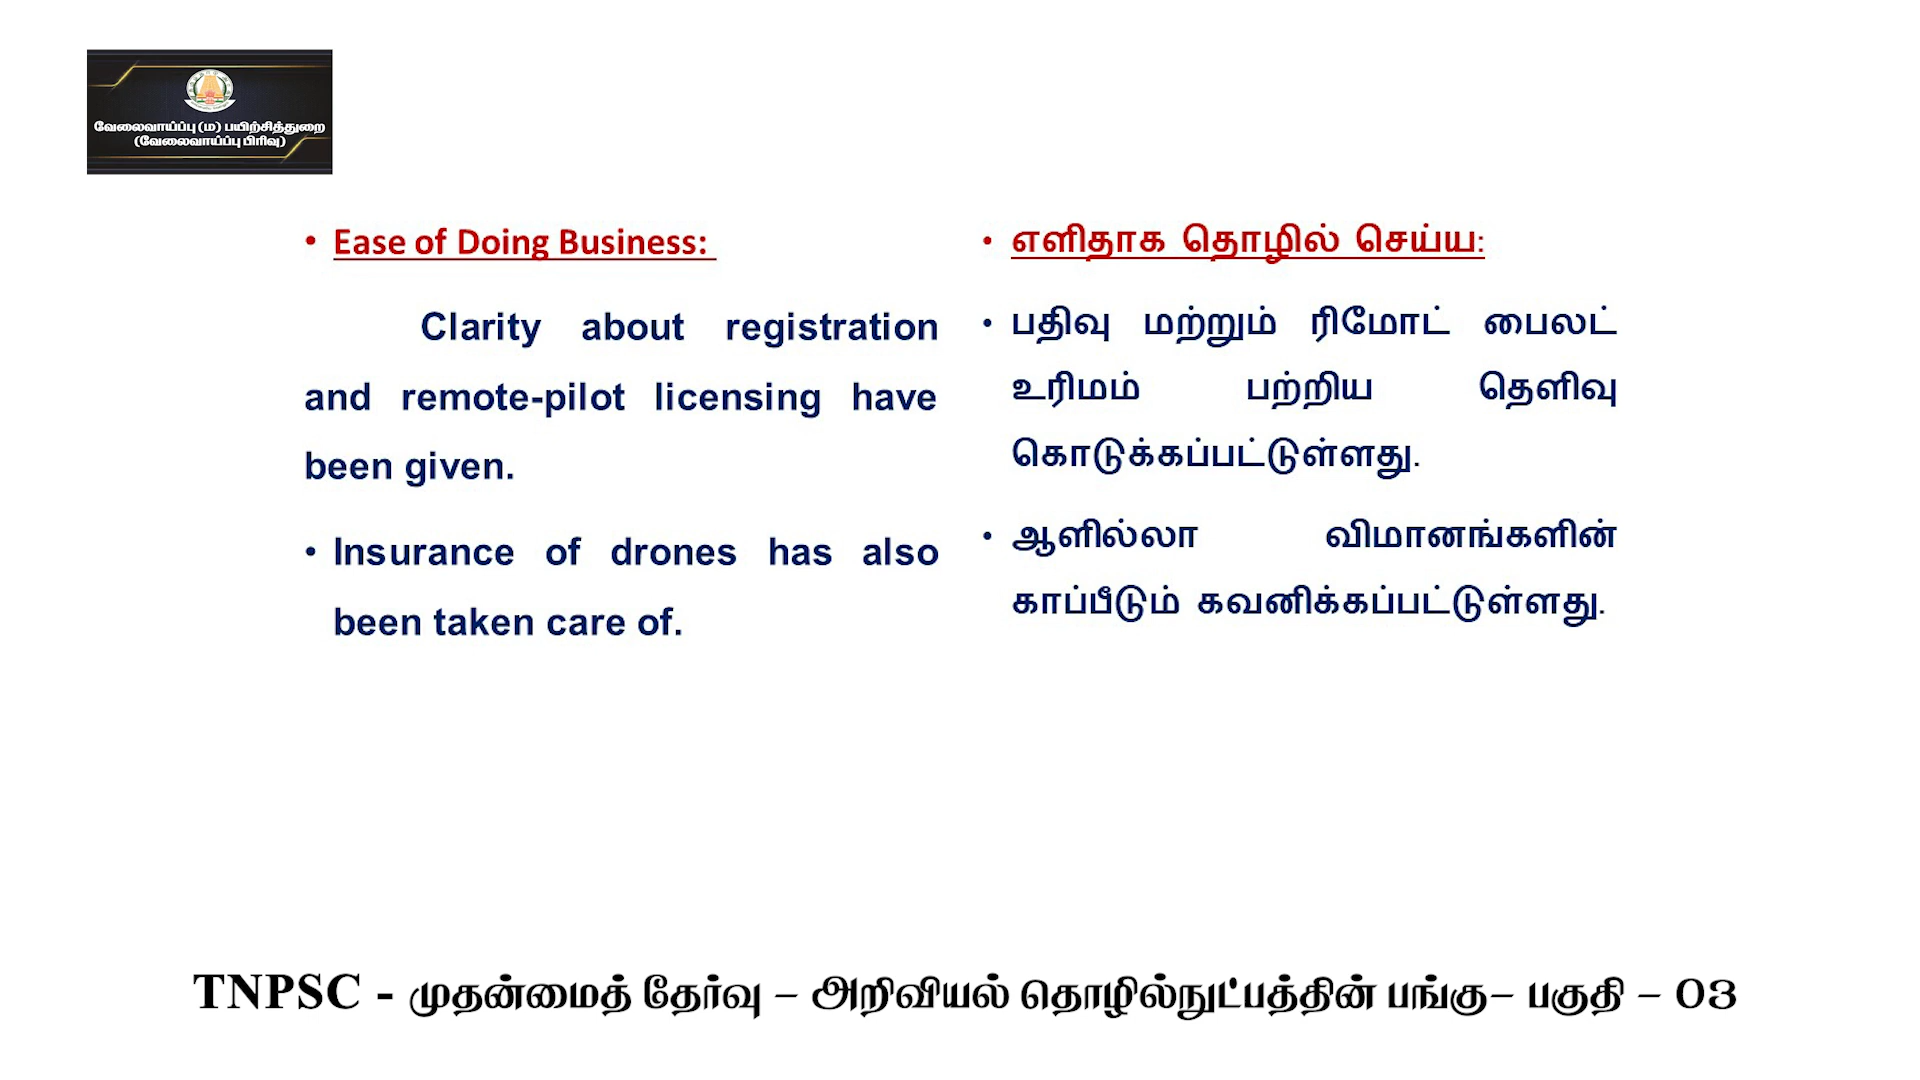 வேலைவாய்ப்பு (ம) பயிற்சித்துறை
(வேலைவாய்ப்பு பிரிவு)
• Ease of Doing Business:
Clarity about registration
and remote-pilot licensing have
been given.
• Insurance of drones has also
been taken care of.
• எளிதாக தொழில் செய்ய:
• பதிவு மற்றும் ரிமோட் பைலட்
உரிமம் பற்றிய தெளிவு
கொடுக்கப்பட்டுள்ளது.
• ஆளில்லா விமானங்களின்
காப்பீடும் கவனிக்கப்பட்டுள்ளது.
TNPSC - முதன்மைத் தேர்வு – அறிவியல் தொழில்நுட்பத்தின் பங்கு– பகுதி – 03